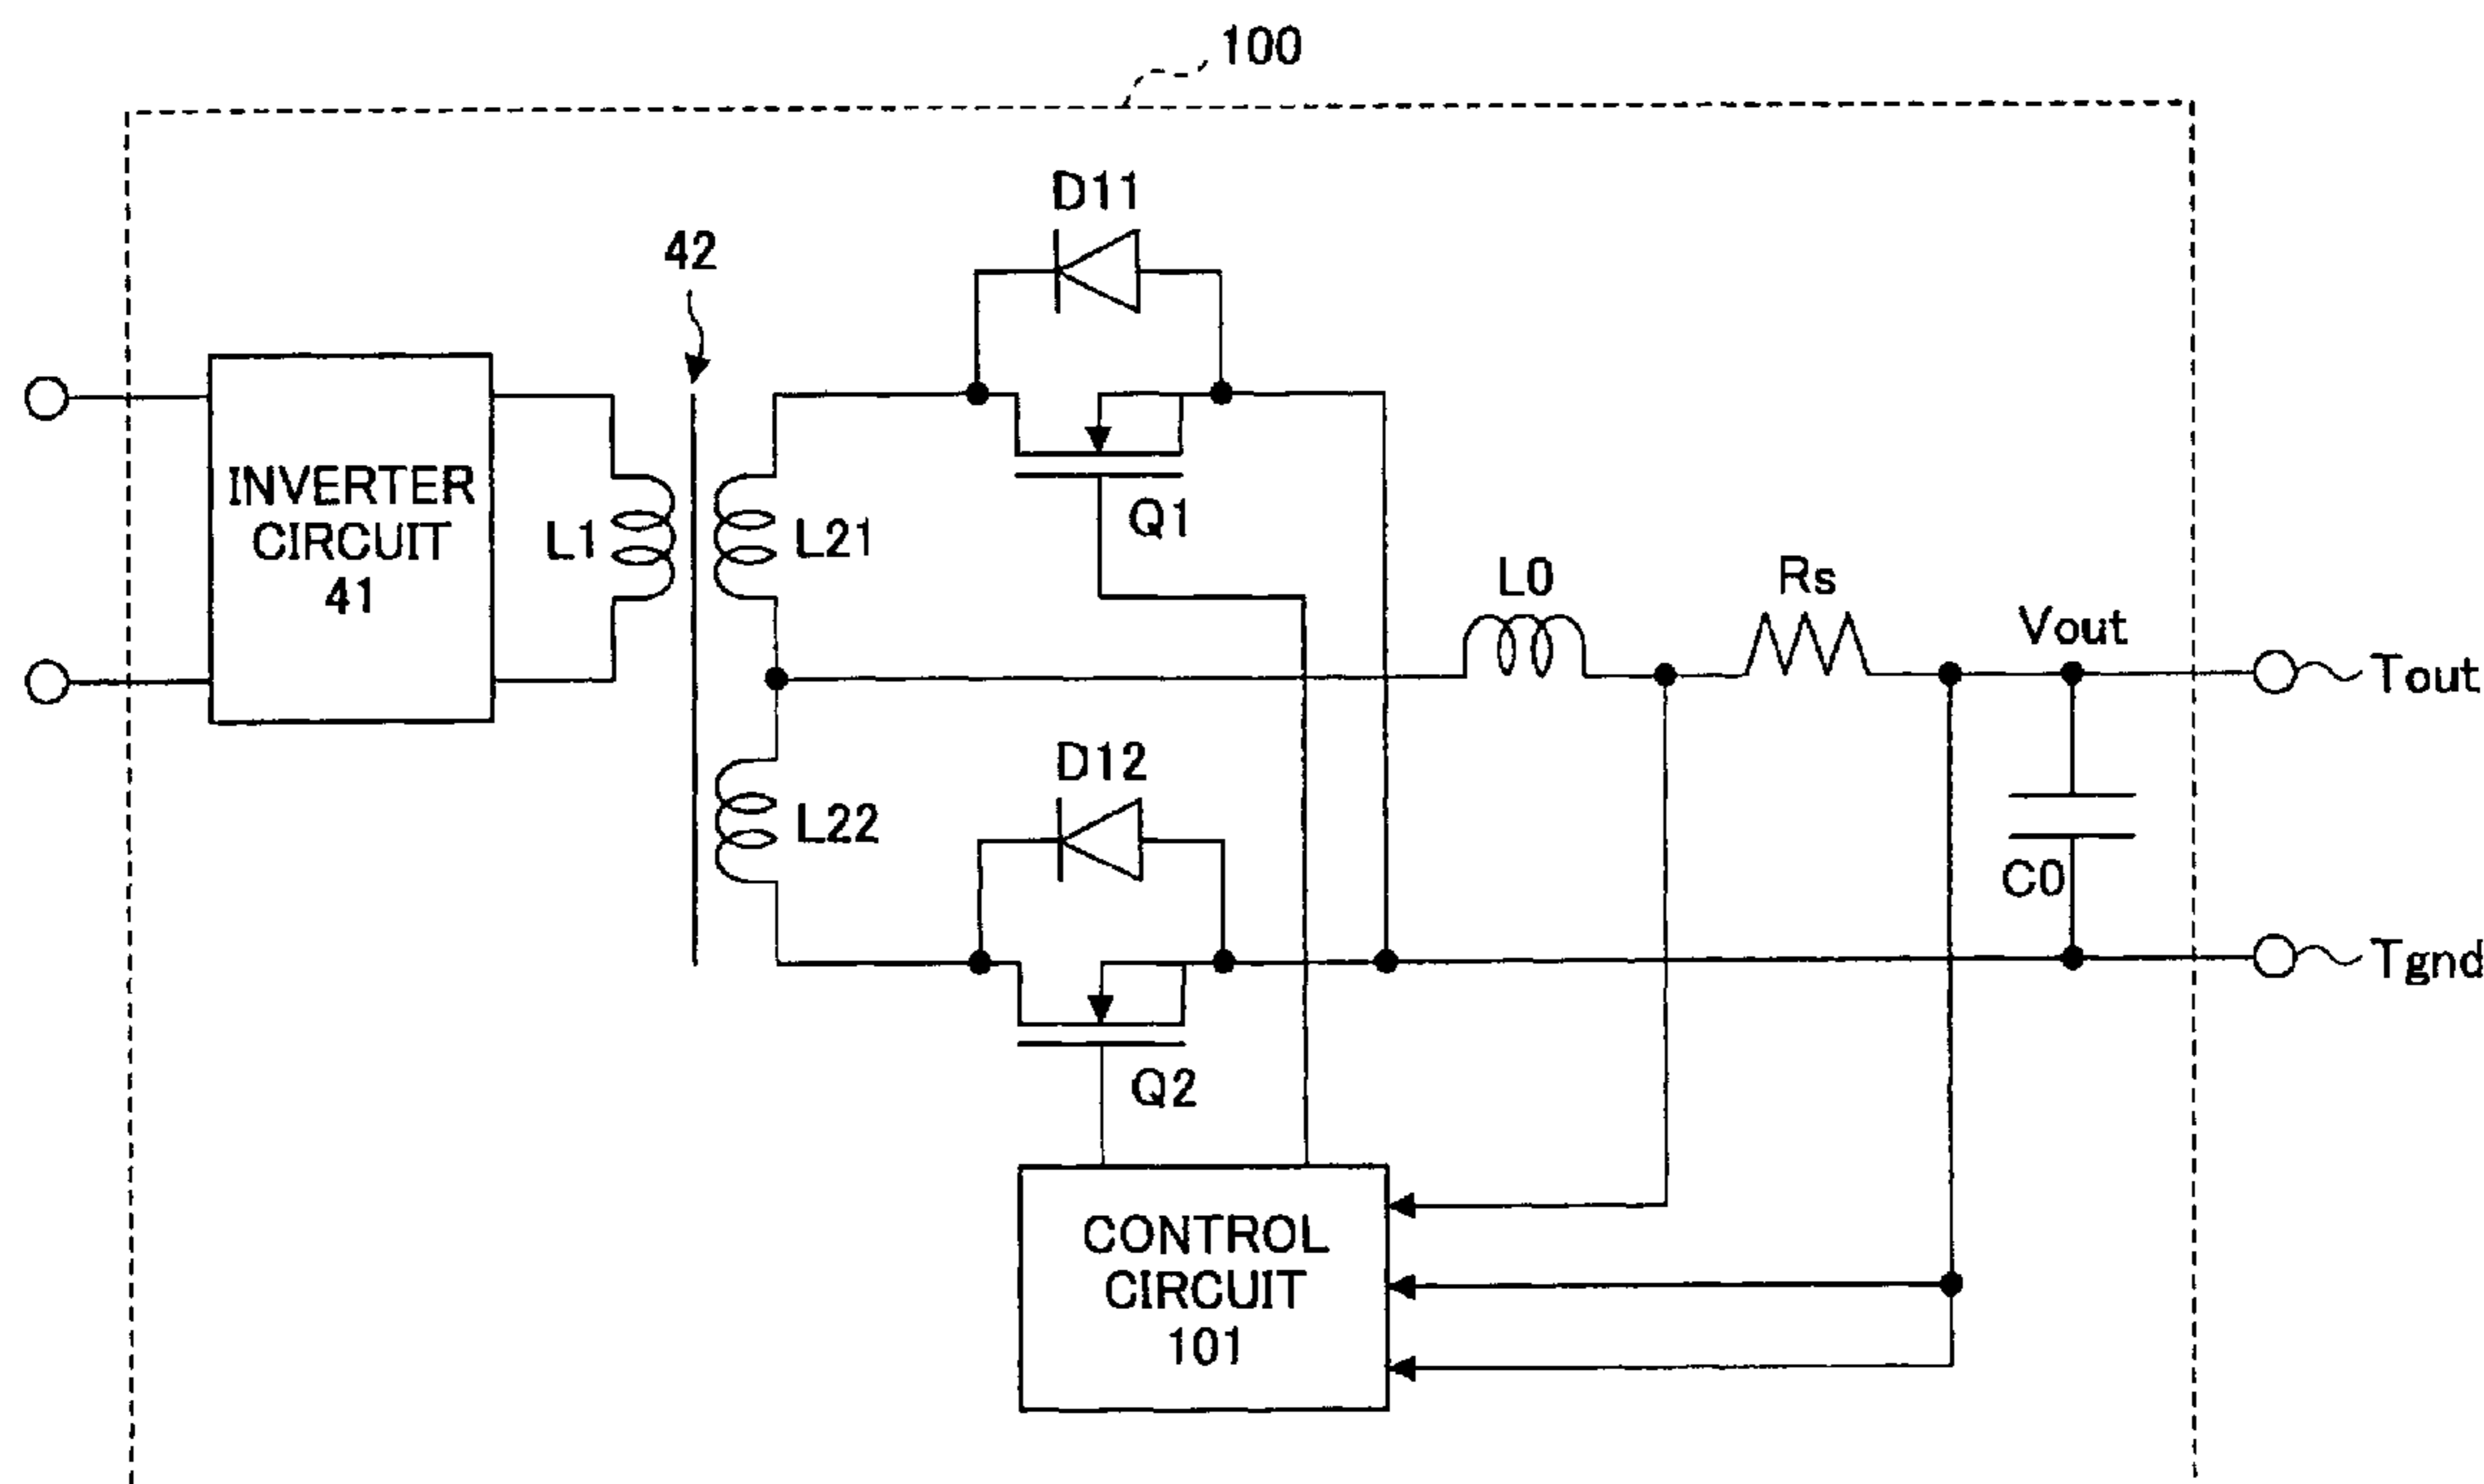 100
D11
42
INVERTER
CIRCUIT
41
L1
L21
Q1
L0
Rs
Vout
Tout
D12
L22
C0
Tgnd
Q2
CONTROL
CIRCUIT
101